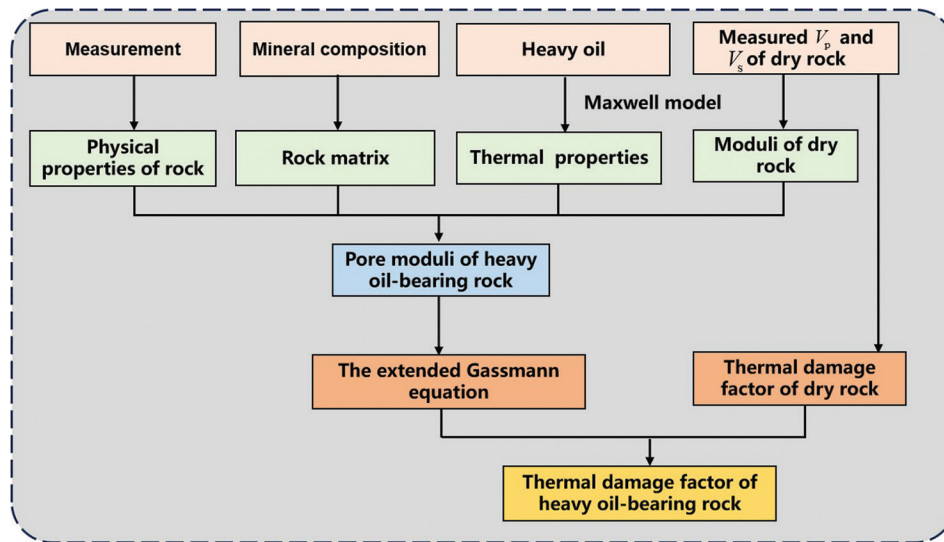 Measurement
Mineral composition
Heavy oil
Measured Vp and
Vs of dry rock
Maxwell model
Physical
properties of rock
Rock matrix
Thermal properties
Moduli of dry
rock
Pore moduli of heavy
oil-bearing rock
The extended Gassmann
equation
Thermal damage
factor of dry rock
Thermal damage factor of
heavy oil-bearing rock